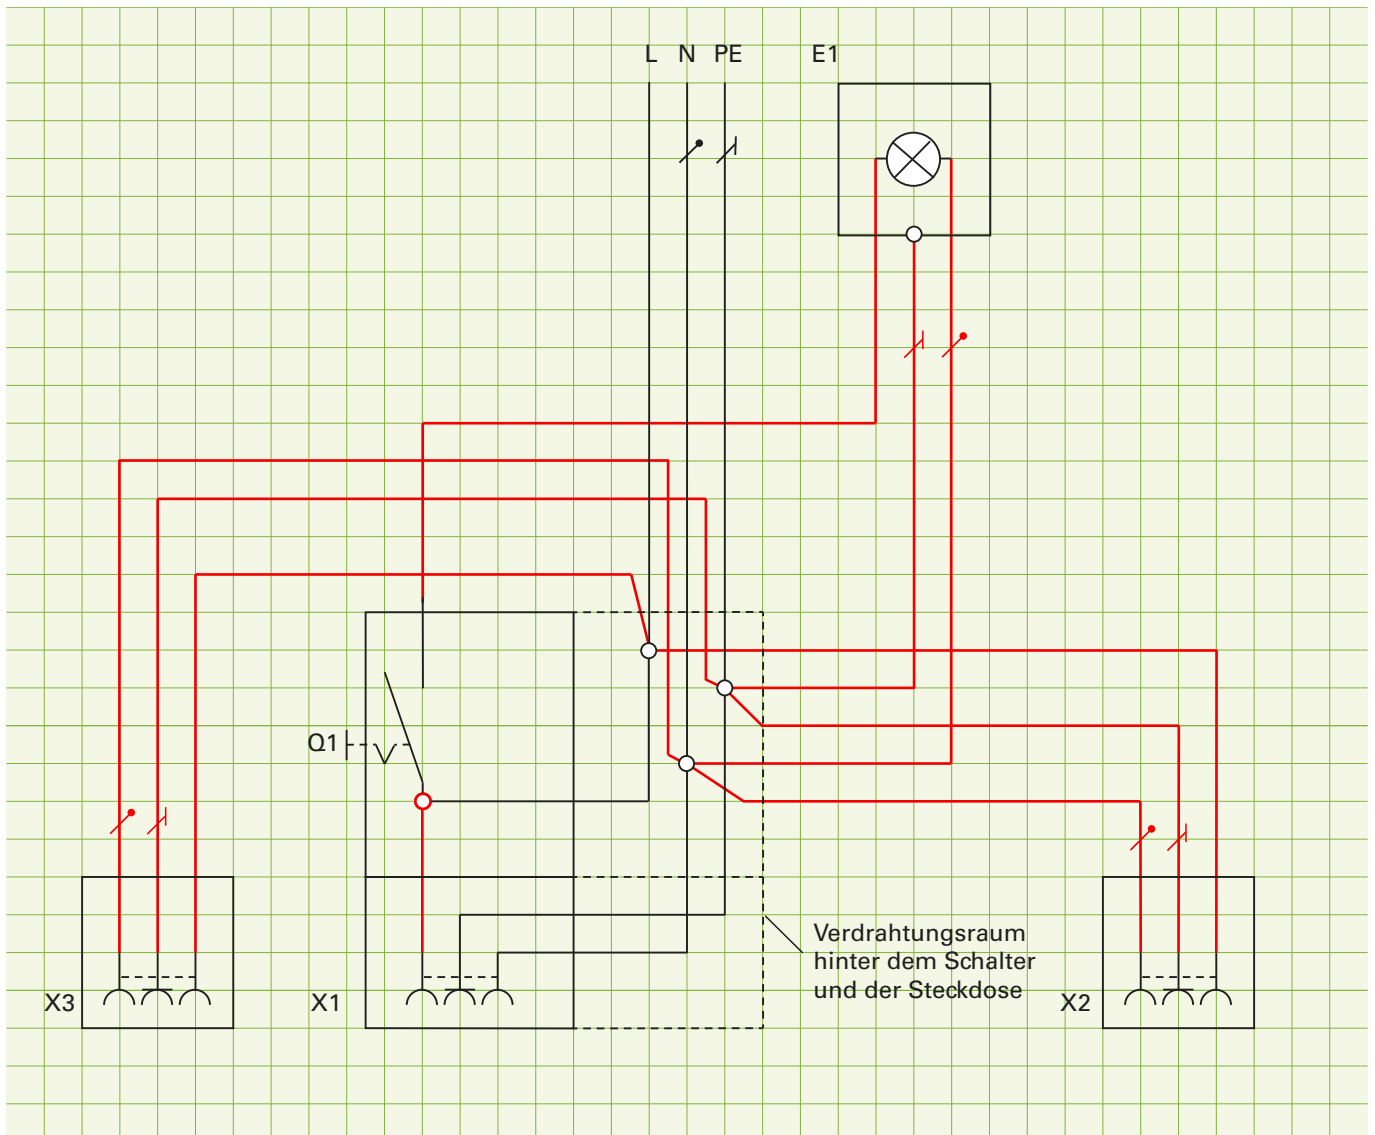 L N PE E1
Q1
Verdrahtungsraum
hinter dem Schalter
und der Steckdose
X3 X1 X2